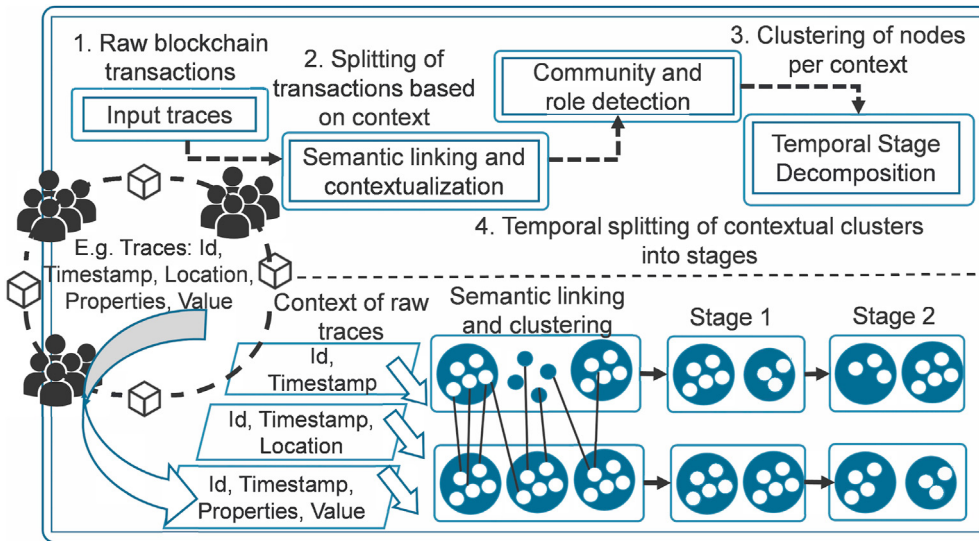 1. Raw blockchain
transactions
Input traces
2. Splitting of
transactions based
on context
Semantic linking and
contextualization
Community and
role detection
3. Clustering of nodes
per context
Temporal Stage
Decomposition
4. Temporal splitting of contextual clusters
into stages
E.g. Traces: Id,
Timestamp, Location,
Properties, Value
Context of raw
traces
Id,
Timestamp
Id, Timestamp,
Location
Id, Timestamp,
Properties, Value
Semantic linking
and clustering
Stage 1
Stage 2